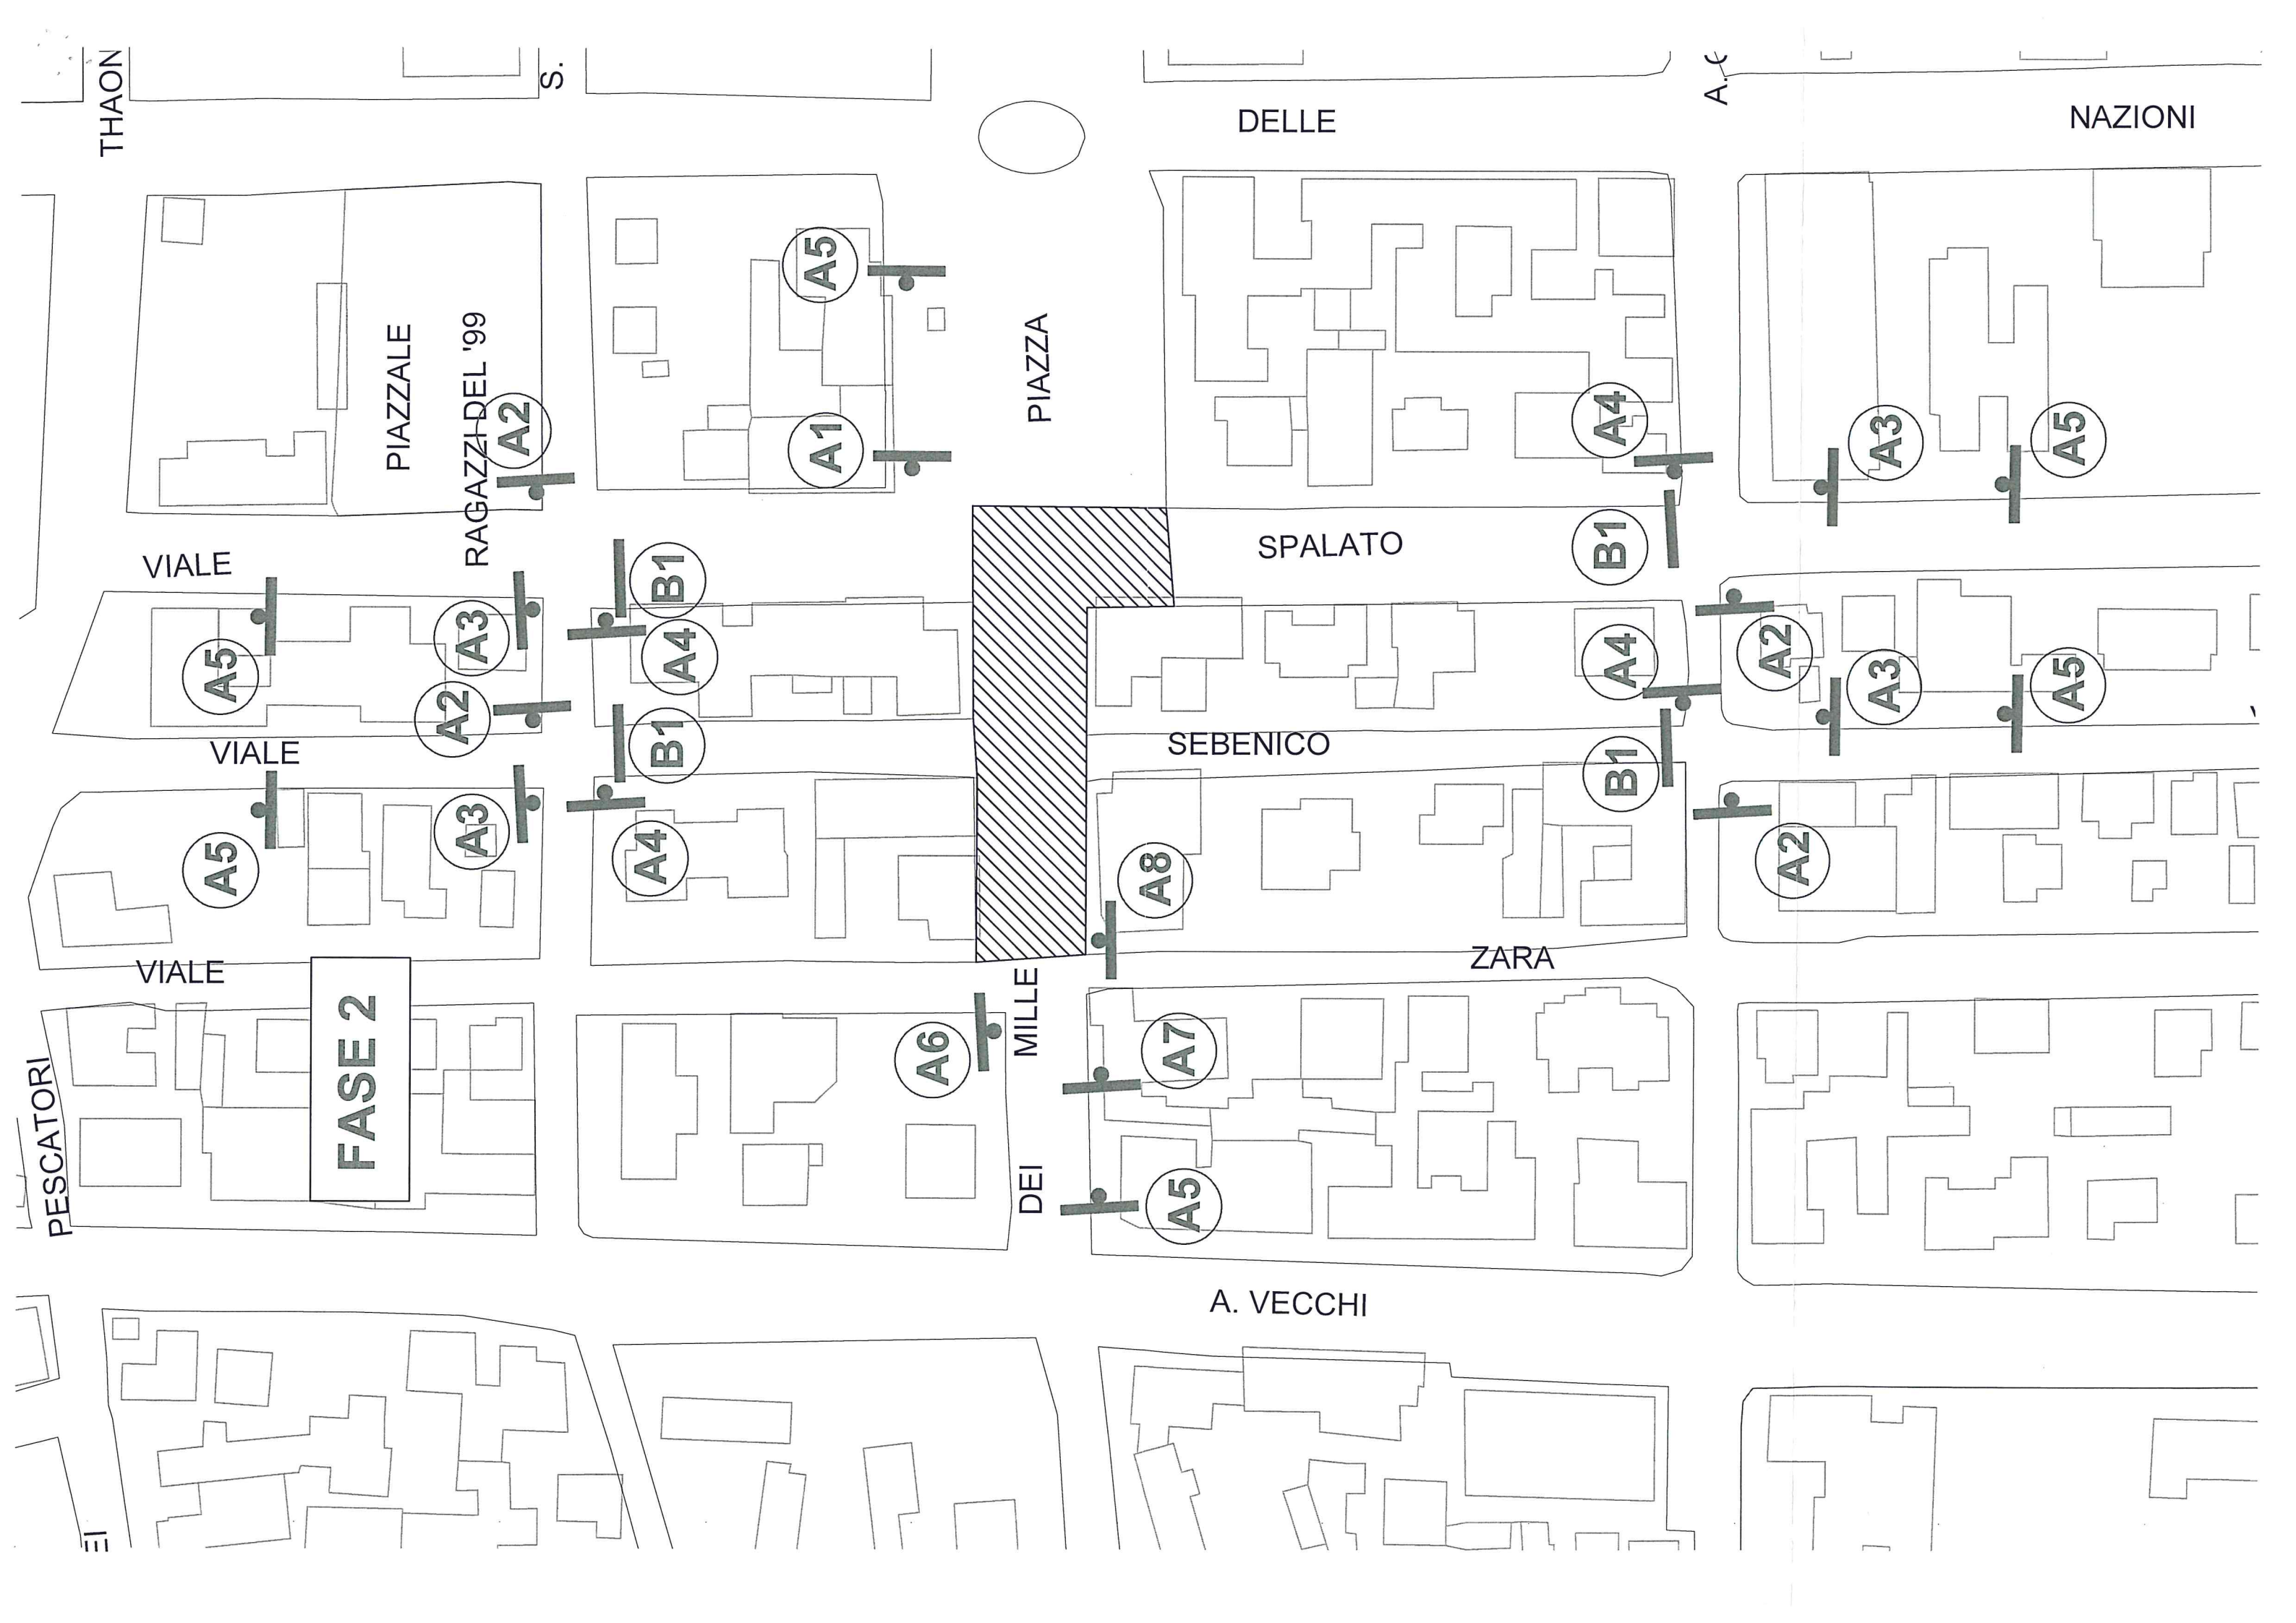 THAON
S.
A.C
DELLE
NAZIONI
A5
PIAZZALE
RAGAZZI DEL '99
PIAZZA
A2
A1
A4
A3
A5
VIALE
SPALATO
B1
B1
A5
A3
A4
A4
A2
A3
A5
A2
VIALE
B1
SEBENICO
B1
A5
A3
A4
A8
A2
VIALE
ZARA
FASE 2
PESCATORI
A6
MILLE
A7
DEI
A5
A. VECCHI
EI